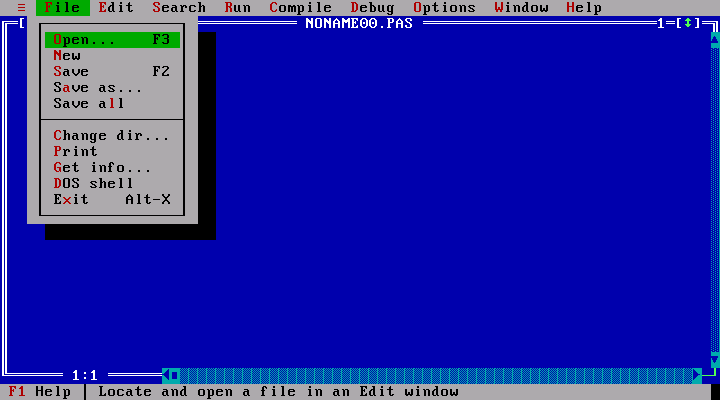 ≡ File Edit Search Run Compile Debug Options Window Help
[ NONAME00.PAS 1=[↕]
Open... F3
New
Save F2
Save as...
Save all
Change dir...
Print
Get info...
DOS shell
Exit Alt-X
1:1
F1 Help │ Locate and open a file in an Edit window